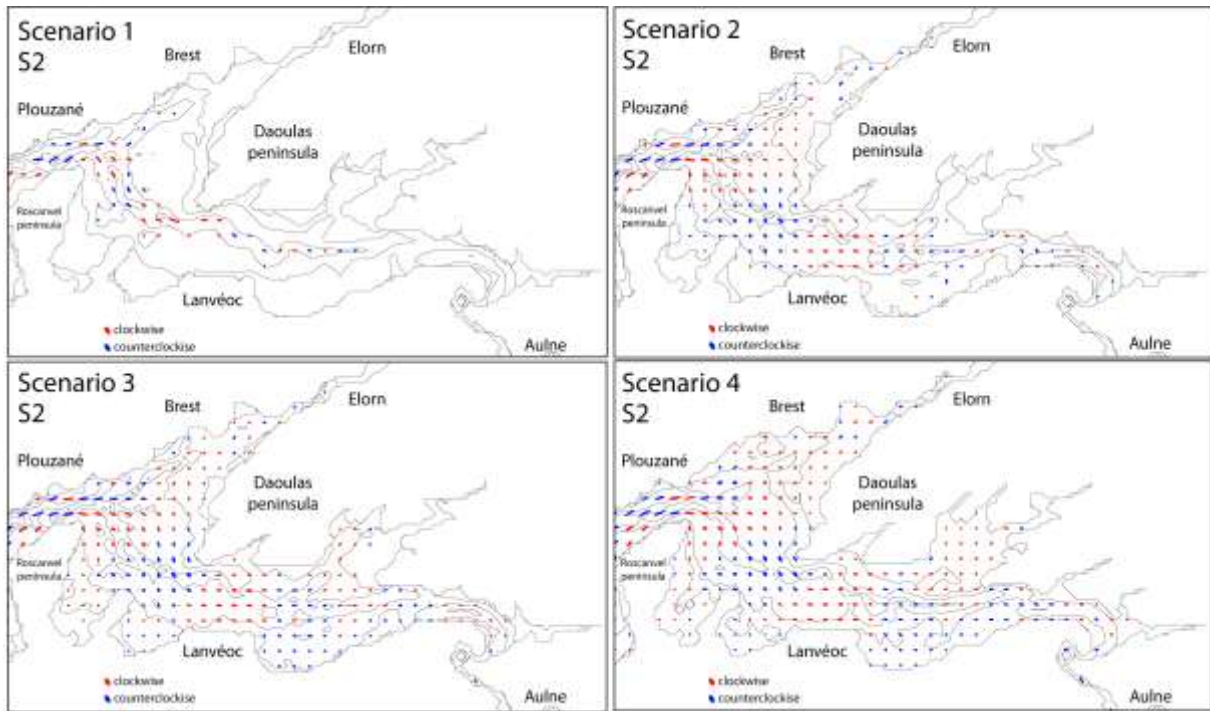 Scenario 1
S2
Brest
Elorn
Plouzané
Daoulas
peninsula
Roscanvel
peninsula
Lanvéoc
clockwise
counterclockise
Aulne
Scenario 2
S2
Brest
Elorn
Plouzané
Daoulas
peninsula
Roscanvel
peninsula
Lanvéoc
clockwise
counterclockise
Aulne
Scenario 3
S2
Brest
Elorn
Plouzané
Daoulas
peninsula
Roscanvel
peninsula
Lanvéoc
clockwise
counterclockise
Aulne
Scenario 4
S2
Brest
Elorn
Plouzané
Daoulas
peninsula
Roscanvel
peninsula
Lanvéoc
clockwise
counterclockise
Aulne